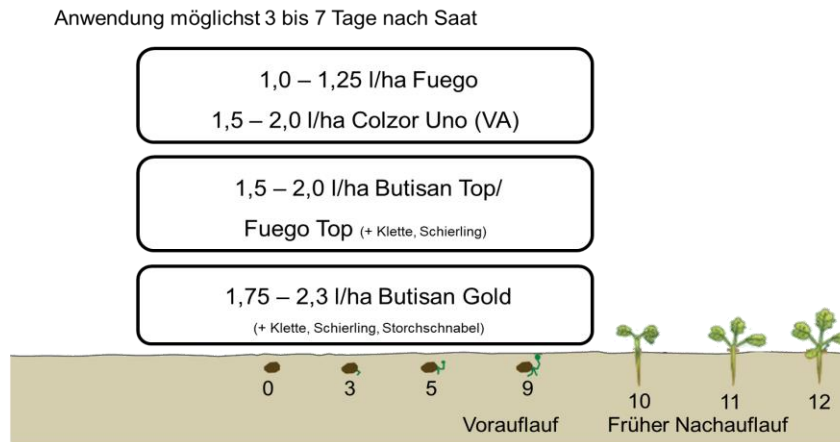 Anwendung möglichst 3 bis 7 Tage nach Saat
1,0 – 1,25 l/ha Fuego
1,5 – 2,0 l/ha Colzor Uno (VA)
1,5 – 2,0 l/ha Butisan Top/
Fuego Top (+ Klette, Schierling)
1,75 – 2,3 l/ha Butisan Gold
(+ Klette, Schierling, Storchschnabel)
0 3 5 9 10 11 12
Vorauflauf Früher Nachauflauf